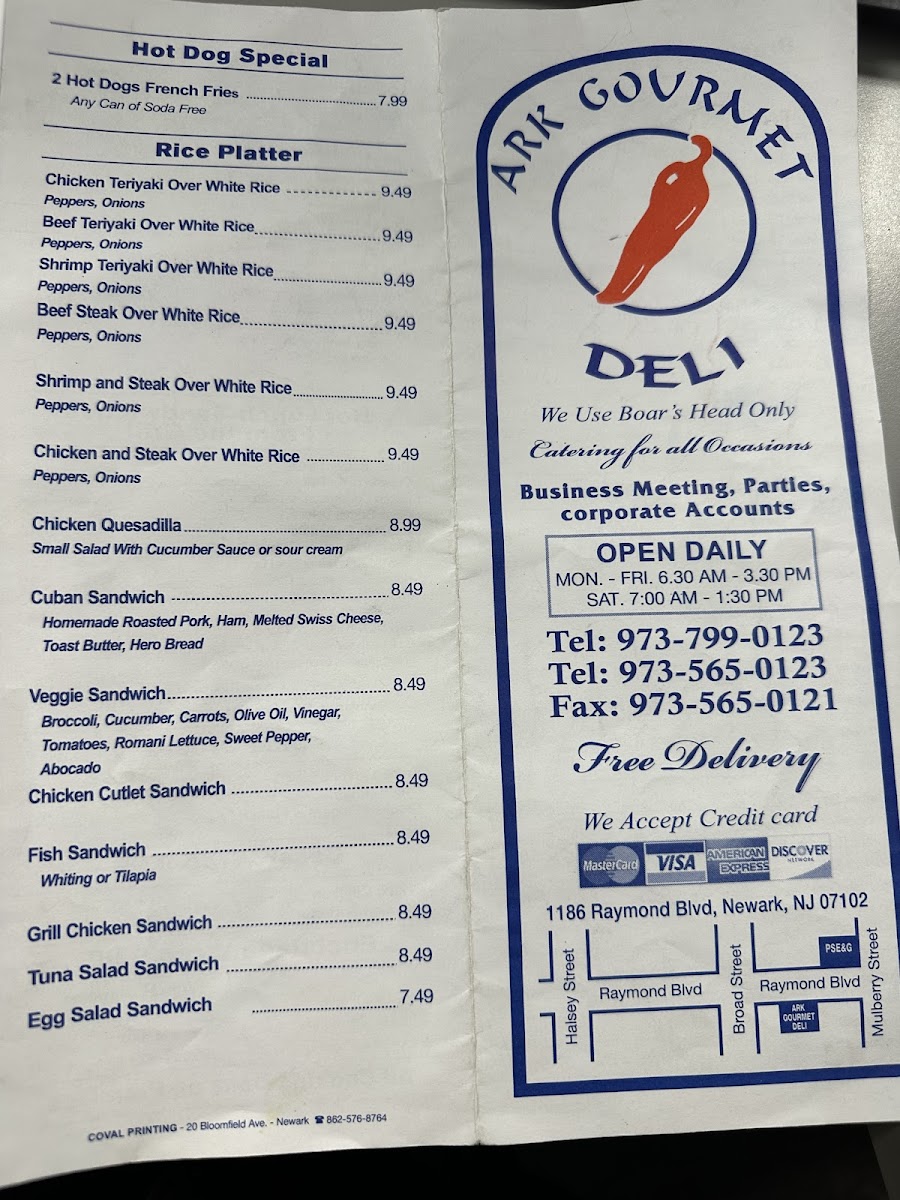 Hot Dog Special
2 Hot Dogs French Fries 7.99
Any Can of Soda Free
Rice Platter
Chicken Teriyaki Over White Rice 9.49
Peppers, Onions
Beef Teriyaki Over White Rice 9.49
Peppers, Onions
Shrimp Teriyaki Over White Rice 9.49
Peppers, Onions
Beef Steak Over White Rice 9.49
Peppers, Onions
Shrimp and Steak Over White Rice 9.49
Peppers, Onions
Chicken and Steak Over White Rice 9.49
Peppers, Onions
Chicken Quesadilla 8.99
Small Salad With Cucumber Sauce or sour cream
Cuban Sandwich 8.49
Homemade Roasted Pork, Ham, Melted Swiss Cheese,
Toast Butter, Hero Bread
Veggie Sandwich 8.49
Broccoli, Cucumber, Carrots, Olive Oil, Vinegar,
Tomatoes, Romani Lettuce, Sweet Pepper,
Abocado
Chicken Cutlet Sandwich 8.49
Fish Sandwich 8.49
Whiting or Tilapia
Grill Chicken Sandwich 8.49
Tuna Salad Sandwich 8.49
Egg Salad Sandwich 7.49
COVAL PRINTING - 20 Bloomfield Ave. - Newark ☎ 862-576-8764
ARK GOURMET
DELI
We Use Boar's Head Only
Catering for all Occasions
Business Meeting, Parties,
corporate Accounts
OPEN DAILY
MON. - FRI. 6.30 AM - 3.30 PM
SAT. 7:00 AM - 1:30 PM
Tel: 973-799-0123
Tel: 973-565-0123
Fax: 973-565-0121
Free Delivery
We Accept Credit card
MasterCard VISA AMERICAN EXPRESS DISCOVER NETWORK
1186 Raymond Blvd, Newark, NJ 07102
Halsey Street
Raymond Blvd
Broad Street
PSE&G
Raymond Blvd
ARK
GOURMET
DELI
Mulberry Street